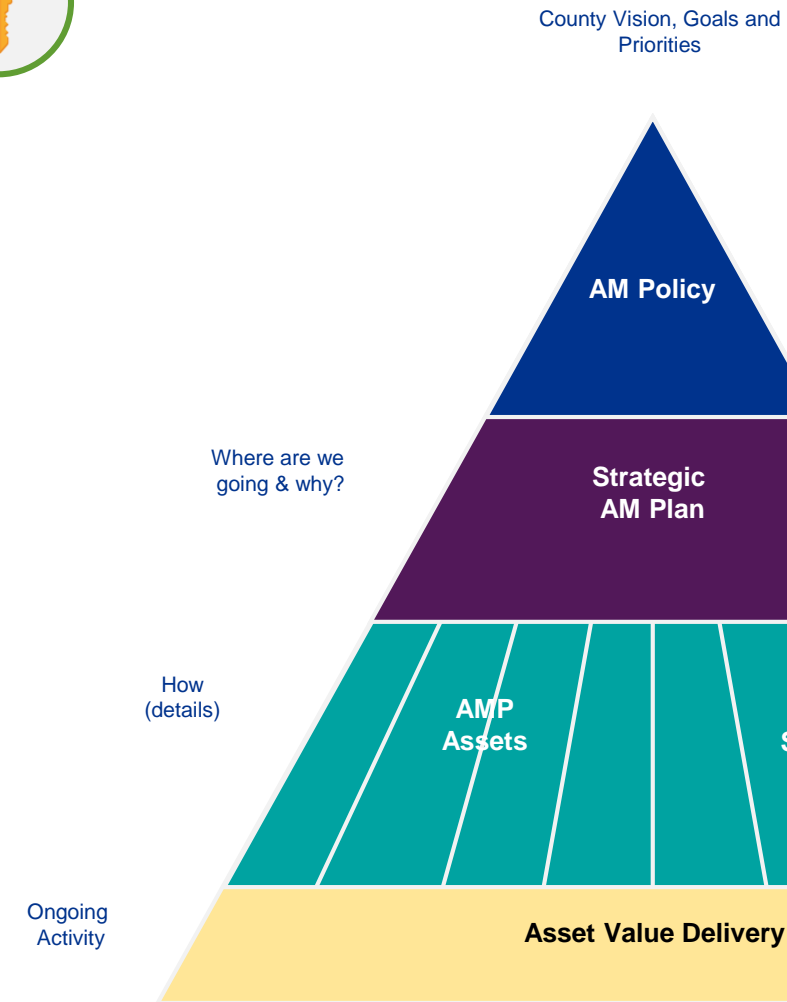 County Vision, Goals and
Priorities
AM Policy
Where are we
going & why?
Strategic
AM Plan
How
(details)
AMP
Assets
S
Ongoing
Activity
Asset Value Delivery